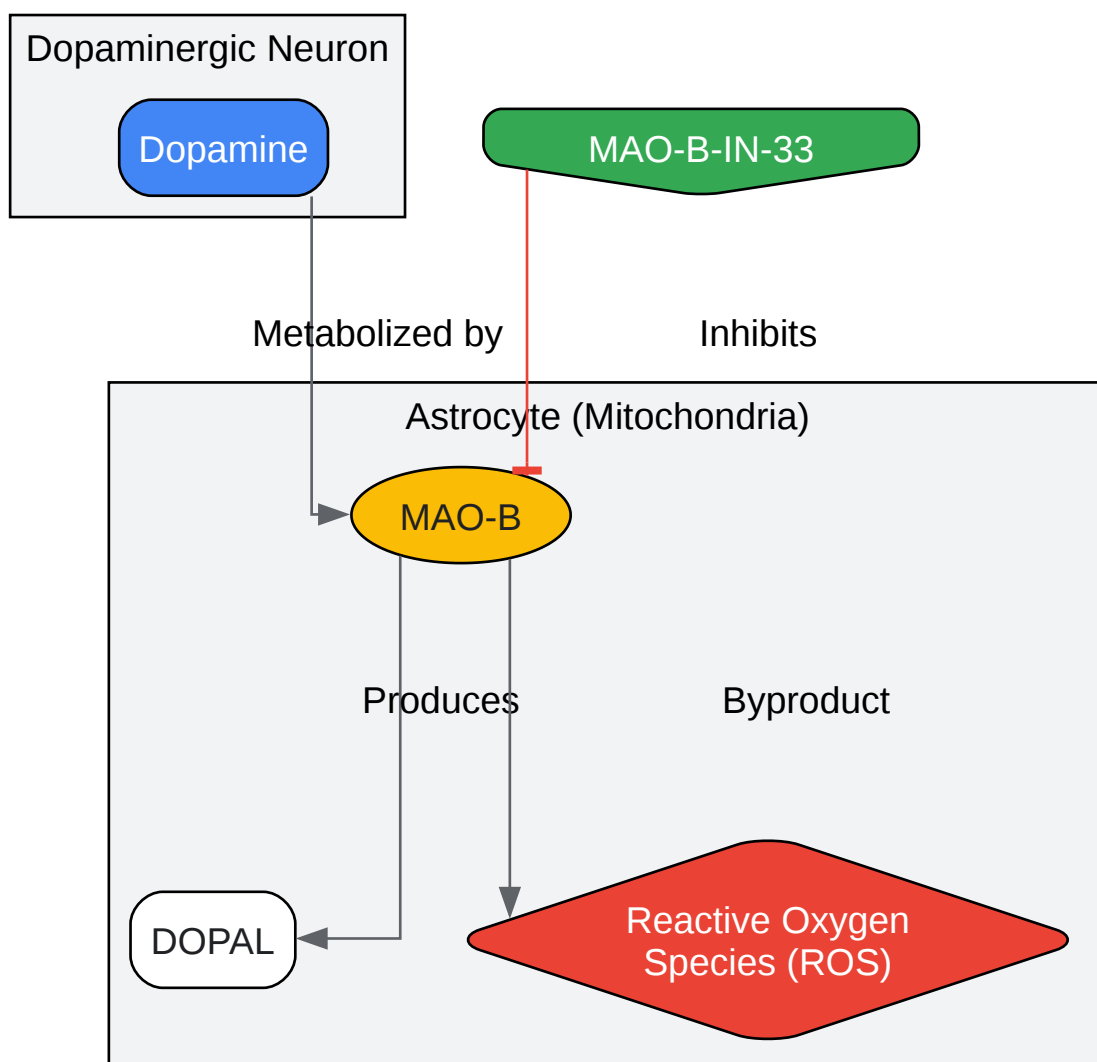 Dopaminergic Neuron
Dopamine
MAO-B-IN-33
Metabolized by
Inhibits
Astrocyte (Mitochondria)
MAO-B
Produces
Byproduct
DOPAL
Reactive Oxygen
Species (ROS)